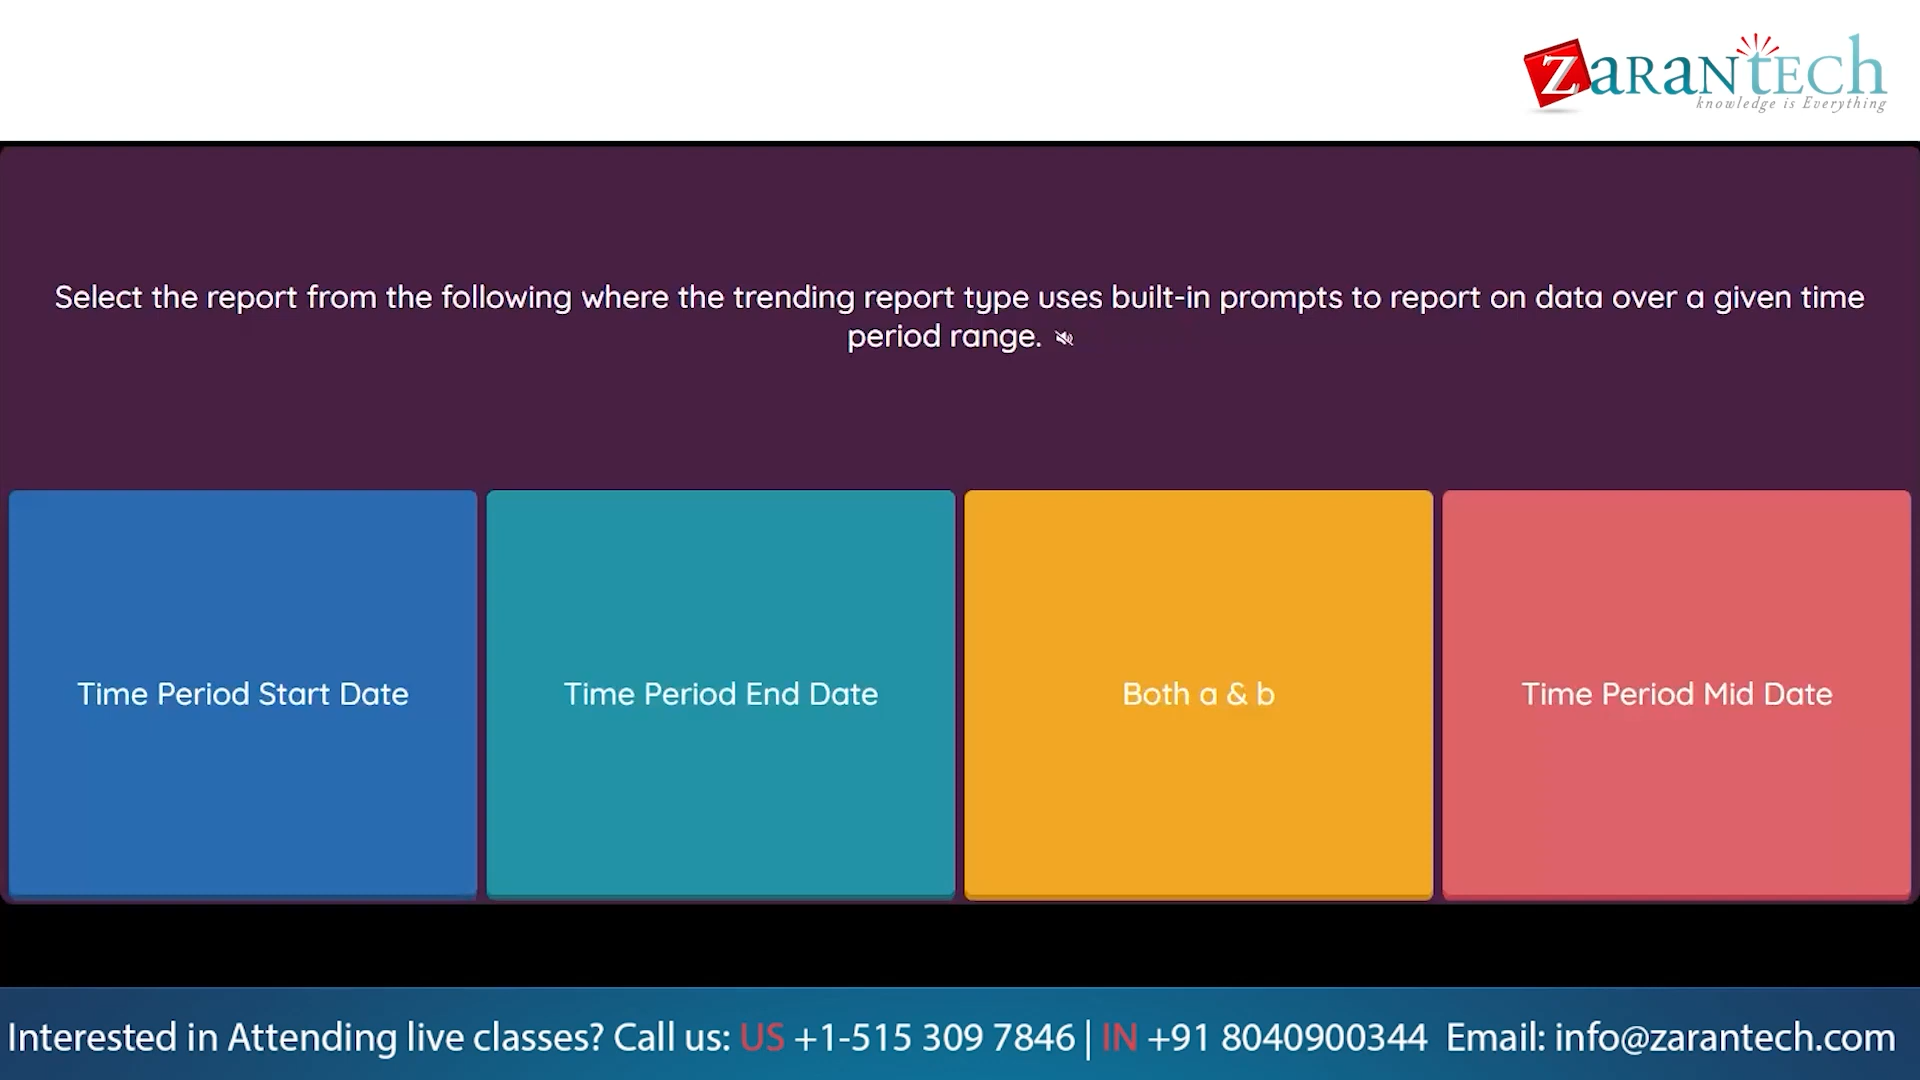 ZaranTech
knowledge is Everything
Select the report from the following where the trending report type uses built-in prompts to report on data over a given time
period range.
Time Period Start Date
Time Period End Date
Both a & b
Time Period Mid Date
Interested in Attending live classes? Call us: US +1-515 309 7846 | IN +91 8040900344 Email: info@zarantech.com